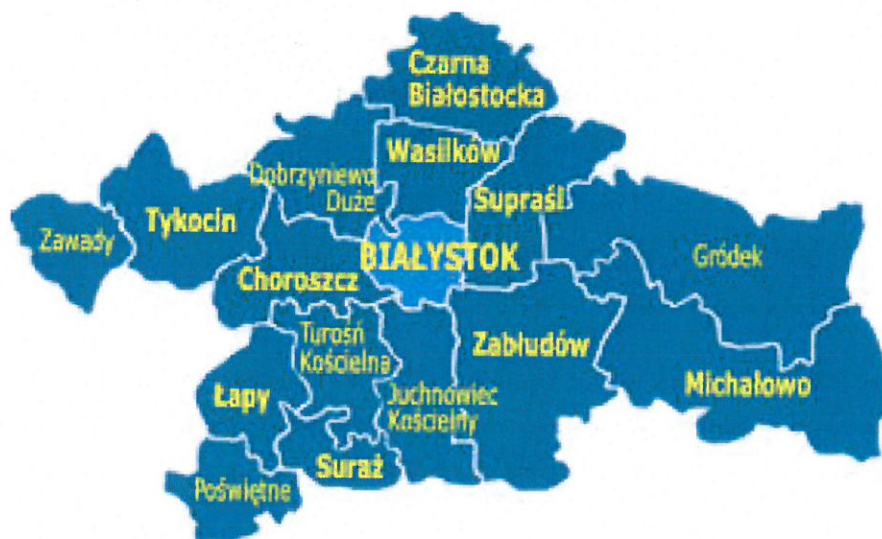 Czarna
Białostocka
Wasilków
Dobrzyniewo
Duże
Supraśl
Tykocin
Zawady
BIAŁYSTOK
Gródek
Choroszcz
Turośń
Kościelna
Zabłudów
Michałowo
Łapy
Juchnowiec
Kościelny
Suraż
Poświętne